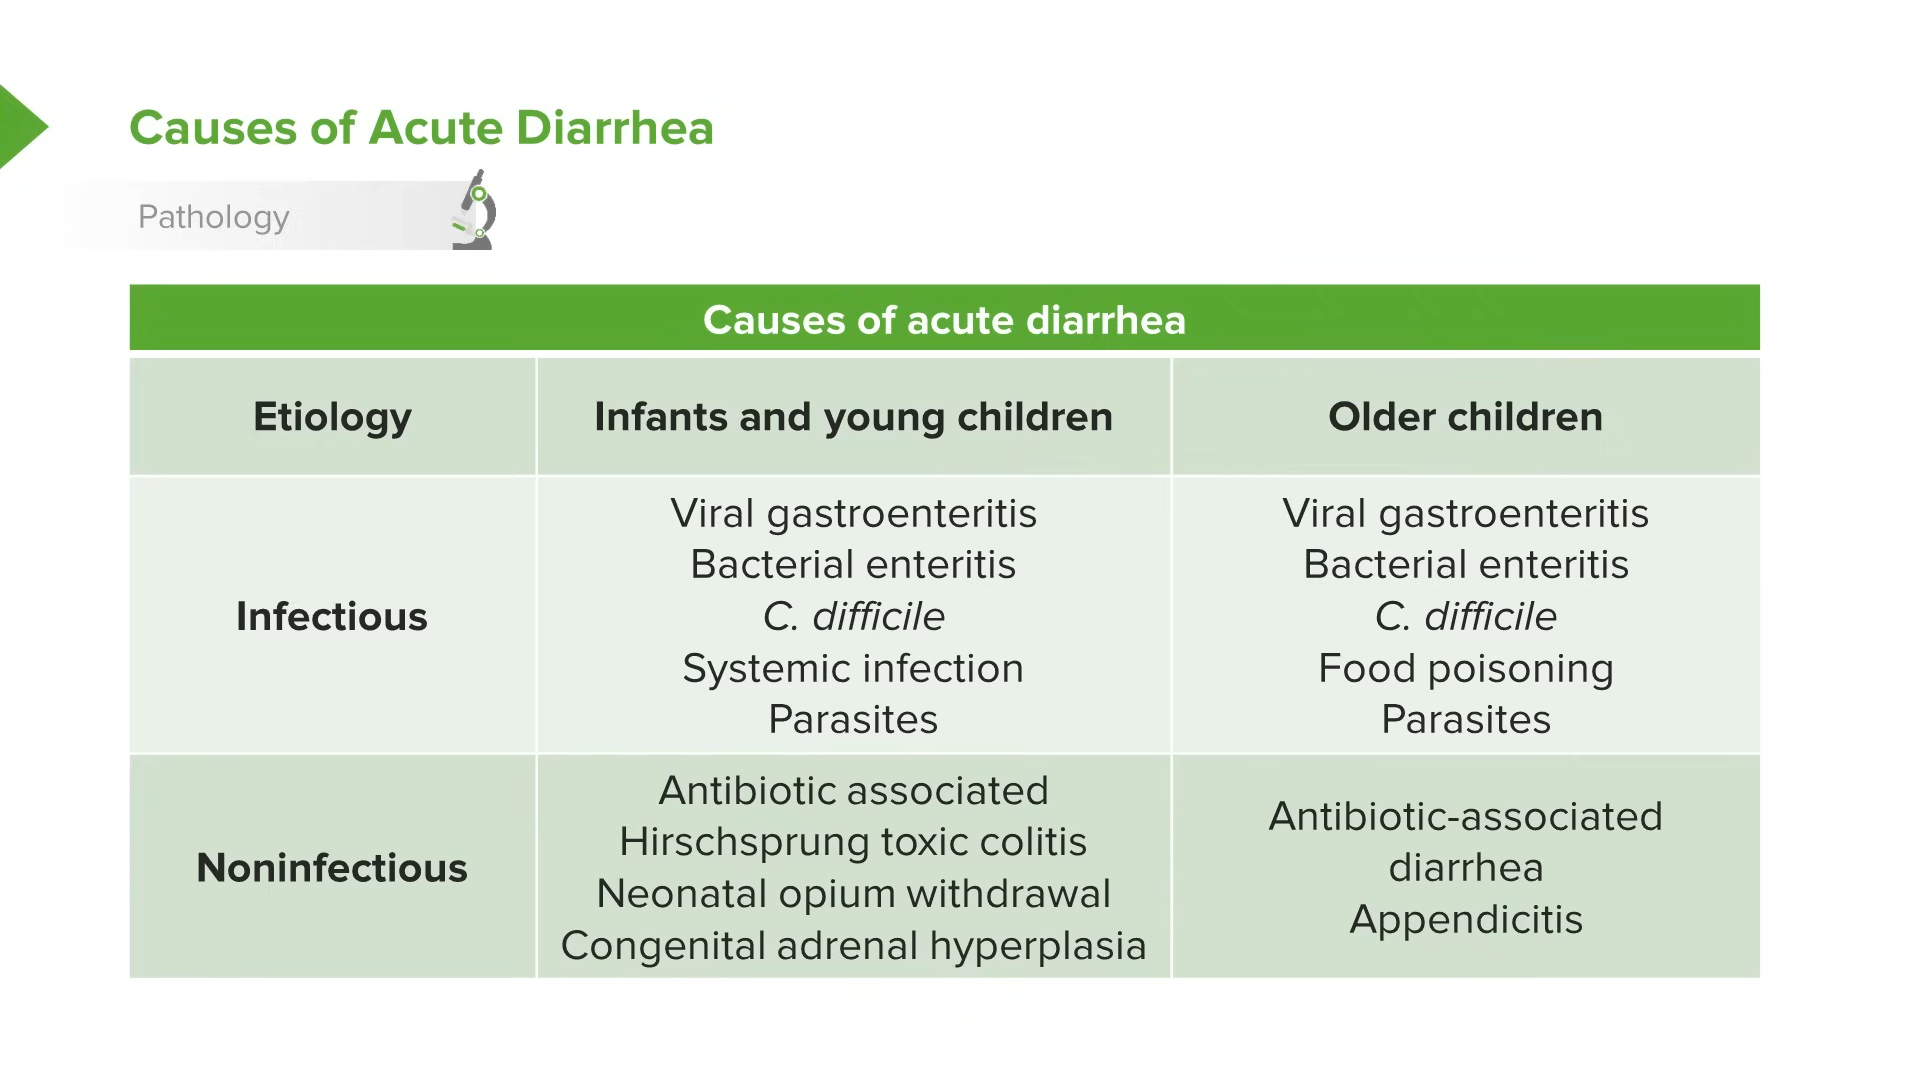 Causes of Acute Diarrhea
Pathology
Causes of acute diarrhea
Etiology
Infants and young children
Older children
Infectious
Viral gastroenteritis
Bacterial enteritis
C. difficile
Systemic infection
Parasites
Viral gastroenteritis
Bacterial enteritis
C. difficile
Food poisoning
Parasites
Noninfectious
Antibiotic associated
Hirschsprung toxic colitis
Neonatal opium withdrawal
Congenital adrenal hyperplasia
Antibiotic-associated
diarrhea
Appendicitis